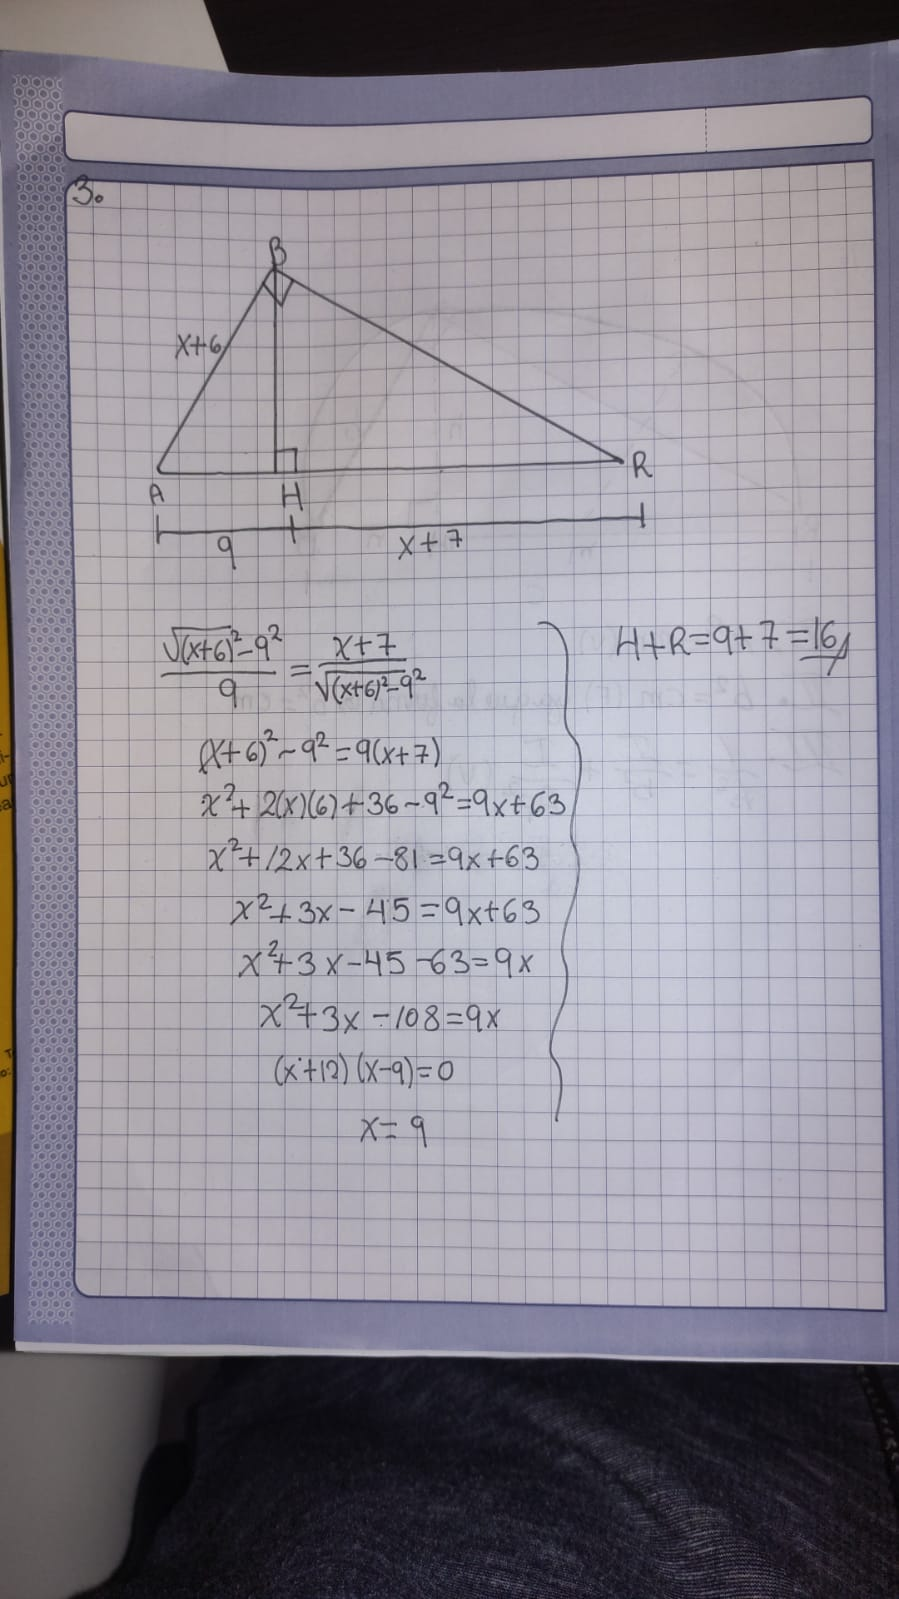 3.
B
x+6
A
H
R
9
x+7
√(x+6)²-9² / 9 = x+7 / √(x+6)²-9²
(x+6)²-9²=9(x+7)
x²+2(x)(6)+36-9²=9x+63
x²+12x+36-81=9x+63
x²+3x-45=9x+63
x²+3x-45-63=9x
x²+3x-108=9x
(x+12)(x-9)=0
x=9
H+R=9+7=16